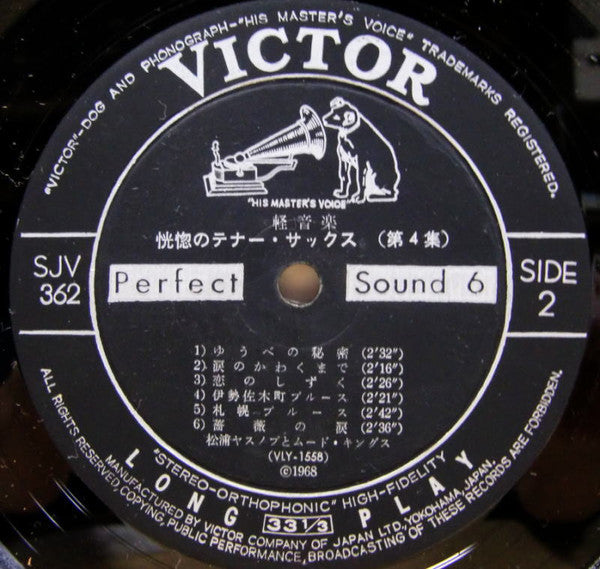 "VICTOR"-DOG AND PHONOGRAPH-"HIS MASTER'S VOICE" TRADEMARKS REGISTERED.
VICTOR
"HIS MASTER'S VOICE"
軽音楽
恍惚のテナー・サックス (第4集)
SJV 362
Perfect Sound 6
SIDE 2
1) ゆうべの秘密 (2'32")
2) 涙のかわくまで (2'16")
3) 恋のしずく (2'26")
4) 伊勢佐木町ブルース (2'21")
5) 札幌ブルース (2'42")
6) 薔薇の涙 (2'36")
松浦ヤスノブとムード・キングス
(VLY-1558)
©1968
"STEREO-ORTHOPHONIC" HIGH-FIDELITY
LONG 33 1/3 PLAY
ALL RIGHTS RESERVED/COPYING, PUBLIC PERFORMANCE, BROADCASTING OF THESE RECORDS ARE FORBIDDEN.
MANUFACTURED BY VICTOR COMPANY OF JAPAN LTD. YOKOHAMA, JAPAN.